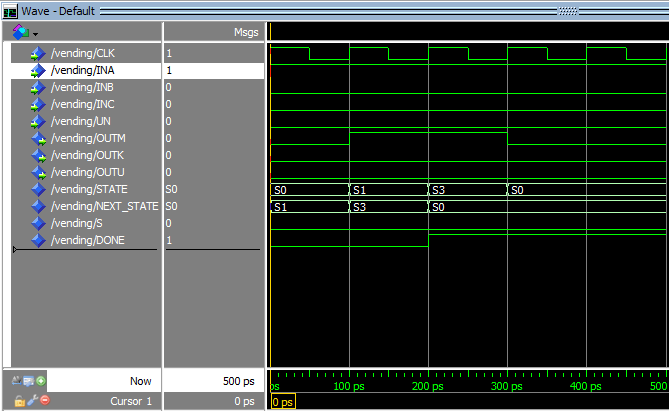 Wave - Default
Msgs
/vending/CLK 1
/vending/INA 1
/vending/INB 0
/vending/INC 0
/vending/UN 0
/vending/OUTM 0
/vending/OUTK 0
/vending/OUTU 0
/vending/STATE S0 S0 S1 S3 S0
/vending/NEXT_STATE S0 S1 S3 S0
/vending/S 0
/vending/DONE 1
Now 500 ps ps 100 ps 200 ps 300 ps 400 ps 500
Cursor 1 0 ps 0 ps